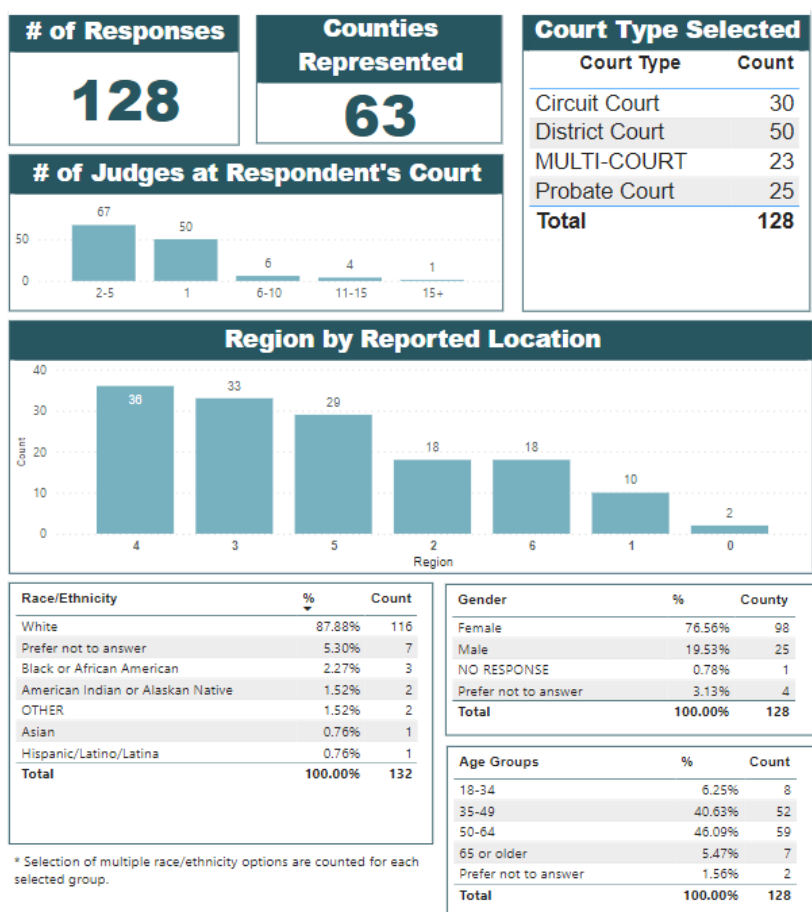 # of Responses
128
Counties
Represented
63
Court Type Selected
Court Type Count
Circuit Court 30
District Court 50
MULTI-COURT 23
Probate Court 25
Total 128
# of Judges at Respondent's Court
50
0
67
50
6
4
1
2-5
1
6-10
11-15
15+
Region by Reported Location
Count
40
30
20
10
0
36
33
29
18
18
10
2
4
3
5
2
6
1
0
Region
Race/Ethnicity % Count
White 87.88% 116
Prefer not to answer 5.30% 7
Black or African American 2.27% 3
American Indian or Alaskan Native 1.52% 2
OTHER 1.52% 2
Asian 0.76% 1
Hispanic/Latino/Latina 0.76% 1
Total 100.00% 132
* Selection of multiple race/ethnicity options are counted for each
selected group.
Gender % County
Female 76.56% 98
Male 19.53% 25
NO RESPONSE 0.78% 1
Prefer not to answer 3.13% 4
Total 100.00% 128
Age Groups % Count
18-34 6.25% 8
35-49 40.63% 52
50-64 46.09% 59
65 or older 5.47% 7
Prefer not to answer 1.56% 2
Total 100.00% 128